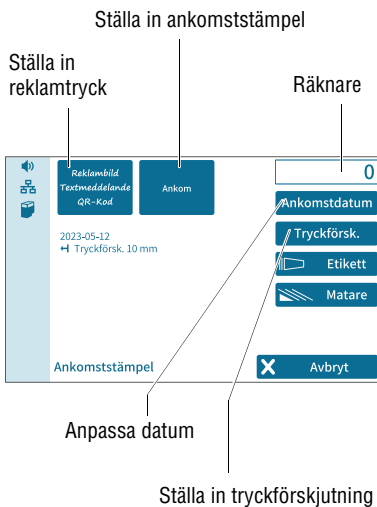 Ställa in ankomststämpel
Ställa in
reklamtryck
Räknare
Reklambild
Textmeddelande
QR-Kod
Ankom
0
Ankomstdatum
2023-05-12
Tryckförsk. 10 mm
Tryckförsk.
Etikett
Matare
Ankomststämpel
Avbryt
Anpassa datum
Ställa in tryckförskjutning